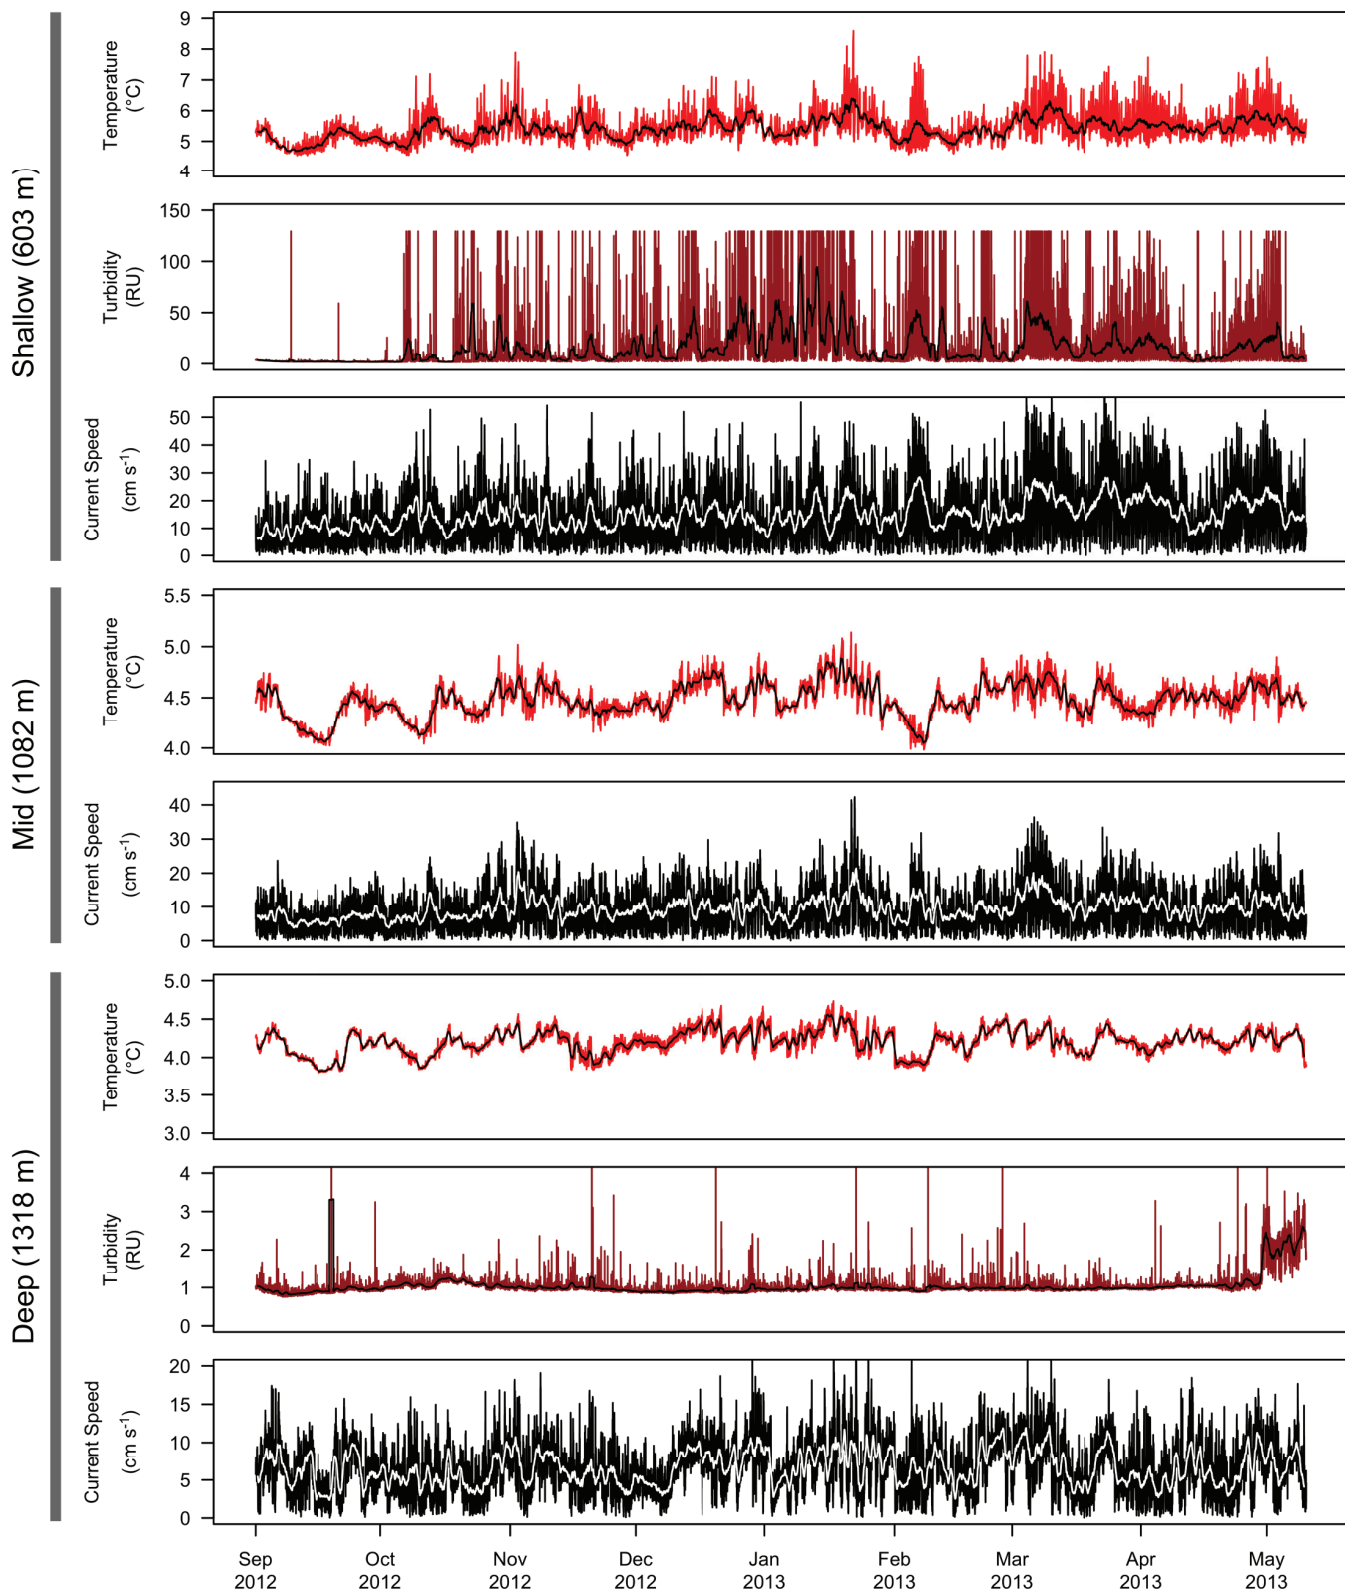 Shallow (603 m)
Temperature
(°C)
9
8
7
6
5
4
Turbidity
(RU)
150
100
50
0
Current Speed
(cm s-1)
50
40
30
20
10
0
Mid (1082 m)
Temperature
(°C)
5.5
5.0
4.5
4.0
Current Speed
(cm s-1)
40
30
20
10
0
Deep (1318 m)
Temperature
(°C)
5.0
4.5
4.0
3.5
3.0
Turbidity
(RU)
4
3
2
1
0
Current Speed
(cm s-1)
20
15
10
5
0
Sep Oct Nov Dec Jan Feb Mar Apr May
2012 2012 2012 2012 2013 2013 2013 2013 2013